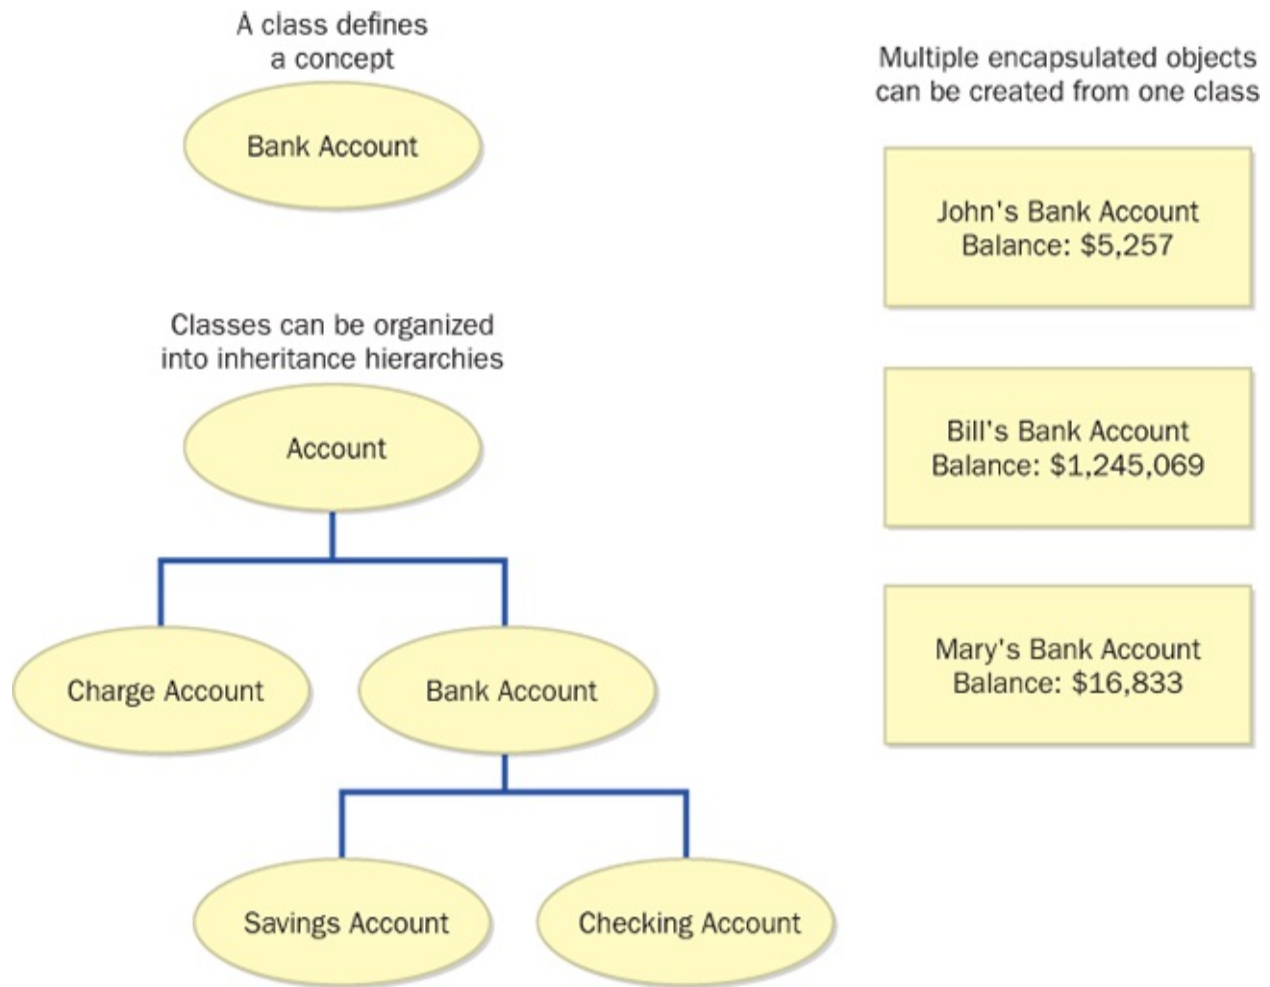 A class defines
a concept
Bank Account
Classes can be organized
into inheritance hierarchies
Account
Charge Account
Bank Account
Savings Account
Checking Account
Multiple encapsulated objects
can be created from one class
John's Bank Account
Balance: $5,257
Bill's Bank Account
Balance: $1,245,069
Mary's Bank Account
Balance: $16,833